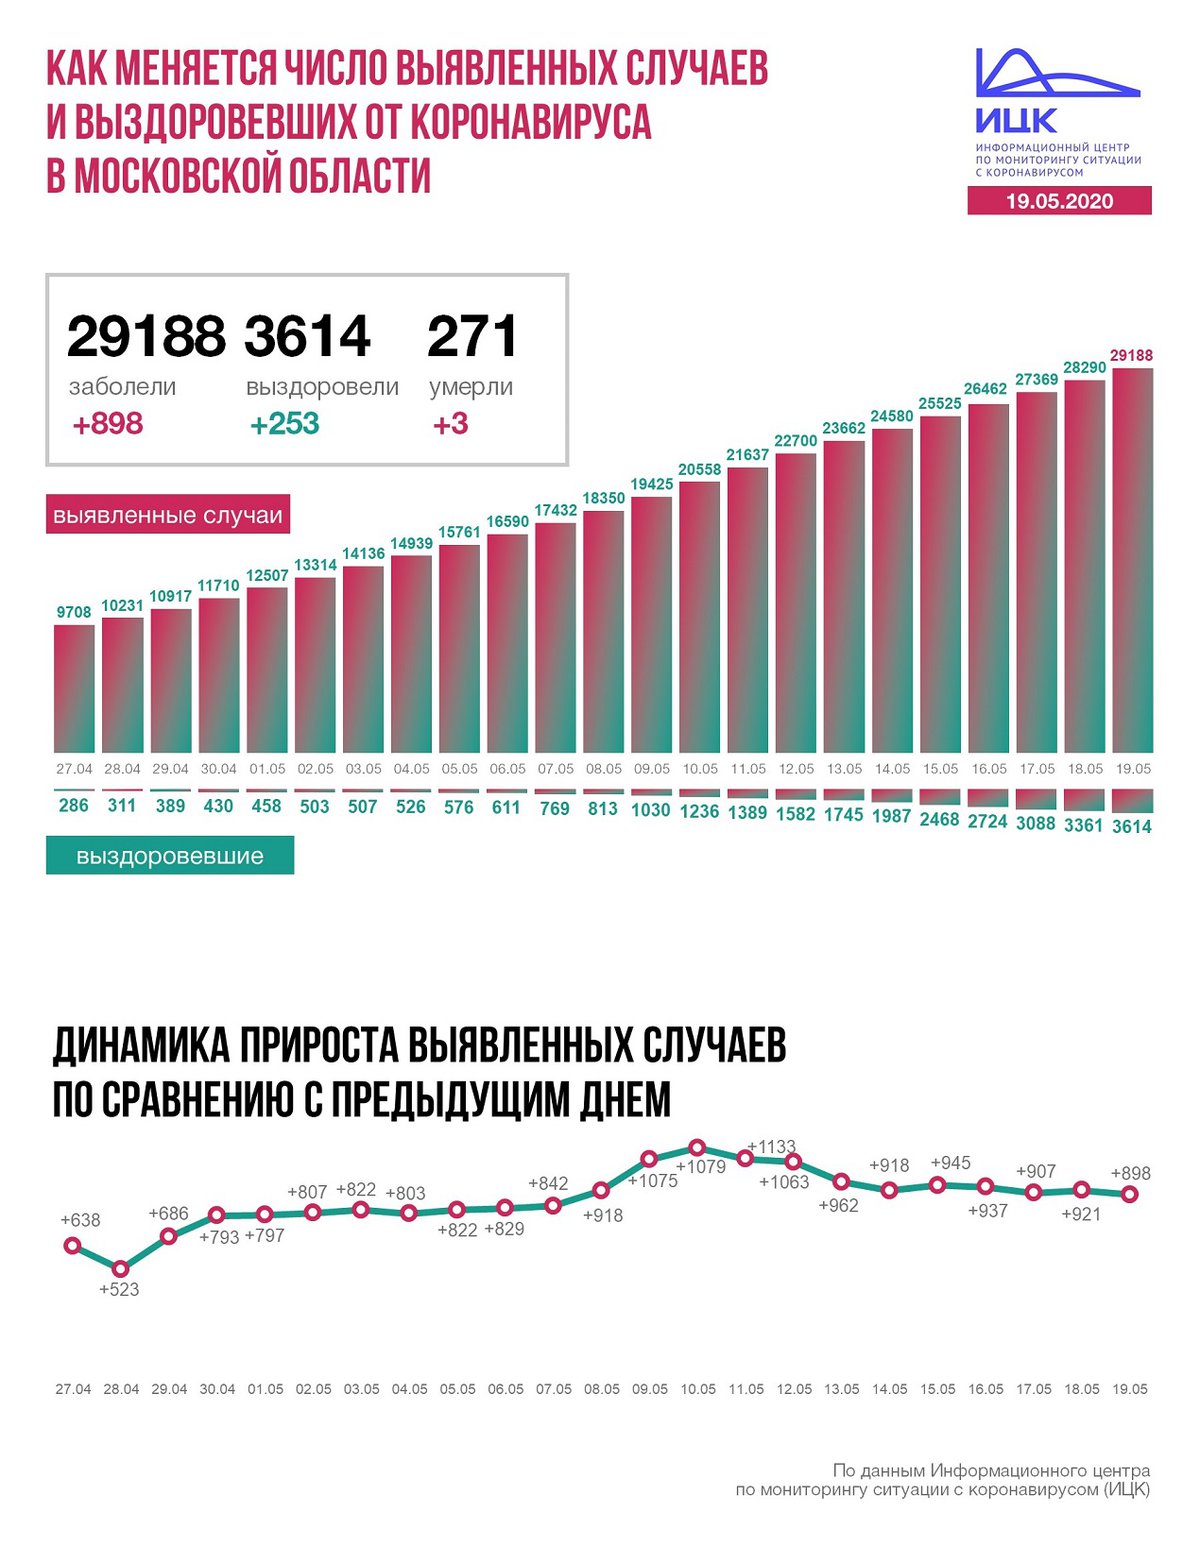 КАК МЕНЯЕТСЯ ЧИСЛО ВЫЯВЛЕННЫХ СЛУЧАЕВ
И ВЫЗДОРОВЕВШИХ ОТ КОРОНАВИРУСА
В МОСКОВСКОЙ ОБЛАСТИ
ИЦК
ИНФОРМАЦИОННЫЙ ЦЕНТР
ПО МОНИТОРИНГУ СИТУАЦИИ
С КОРОНАВИРУСОМ
19.05.2020
29188 3614 271
заболели выздоровели умерли
+898 +253 +3
выявленные случаи
9708 10231 10917 11710 12507 13314 14136 14939 15761 16590 17432 18350 19425 20558 21637 22700 23662 24580 25525 26462 27369 28290 29188
27.04 28.04 29.04 30.04 01.05 02.05 03.05 04.05 05.05 06.05 07.05 08.05 09.05 10.05 11.05 12.05 13.05 14.05 15.05 16.05 17.05 18.05 19.05
286 311 389 430 458 503 507 526 576 611 769 813 1030 1236 1389 1582 1745 1987 2468 2724 3088 3361 3614
выздоровевшие
ДИНАМИКА ПРИРОСТА ВЫЯВЛЕННЫХ СЛУЧАЕВ
ПО СРАВНЕНИЮ С ПРЕДЫДУЩИМ ДНЕМ
+638 +523 +686 +793 +797 +807 +822 +803 +822 +829 +842 +918 +1075 +1079 +1133 +1063 +962 +918 +945 +937 +907 +921 +898
27.04 28.04 29.04 30.04 01.05 02.05 03.05 04.05 05.05 06.05 07.05 08.05 09.05 10.05 11.05 12.05 13.05 14.05 15.05 16.05 17.05 18.05 19.05
По данным Информационного центра
по мониторингу ситуации с коронавирусом (ИЦК)